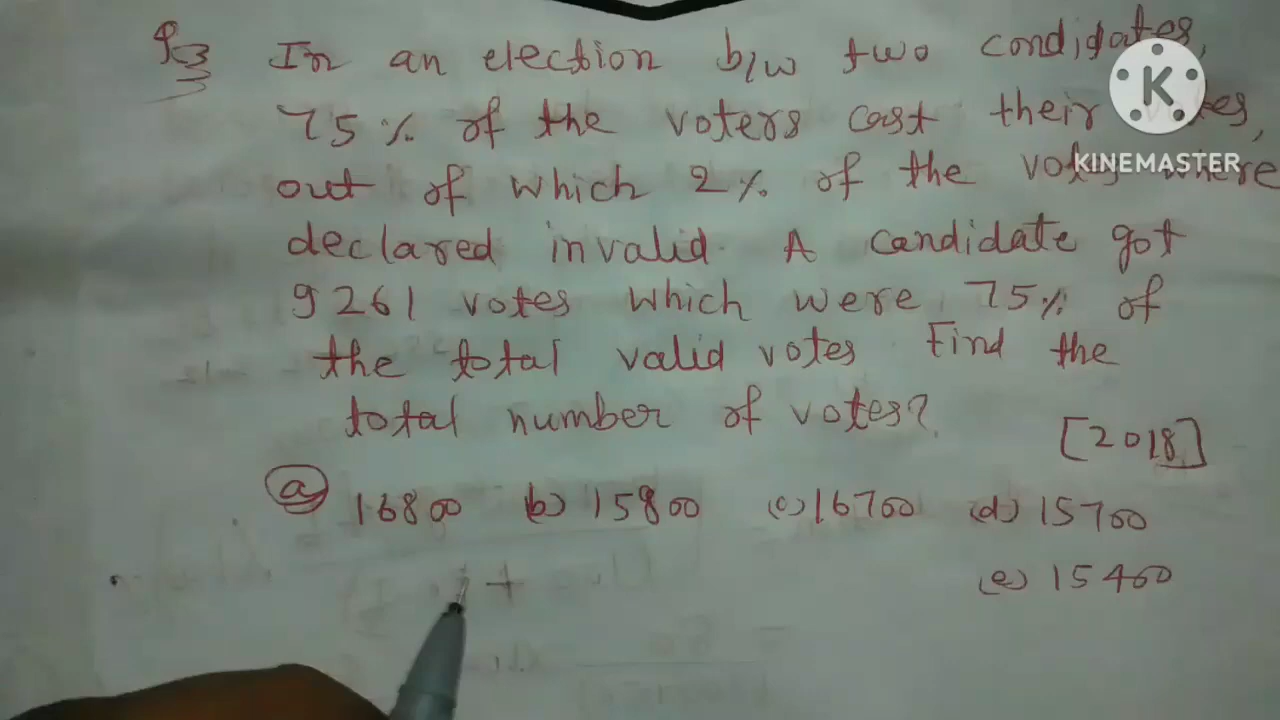 Q3 In an election b/w two condidates,
75% of the voters cast their
out of which 2% of the where
declared invalid. A candidate got
9261 votes which were 75% of
the total valid votes Find the
total number of votes?
[2018]
(a) 16800 (b) 15800 (c) 16700 (d) 15700
(e) 15400
K
KINEMASTER